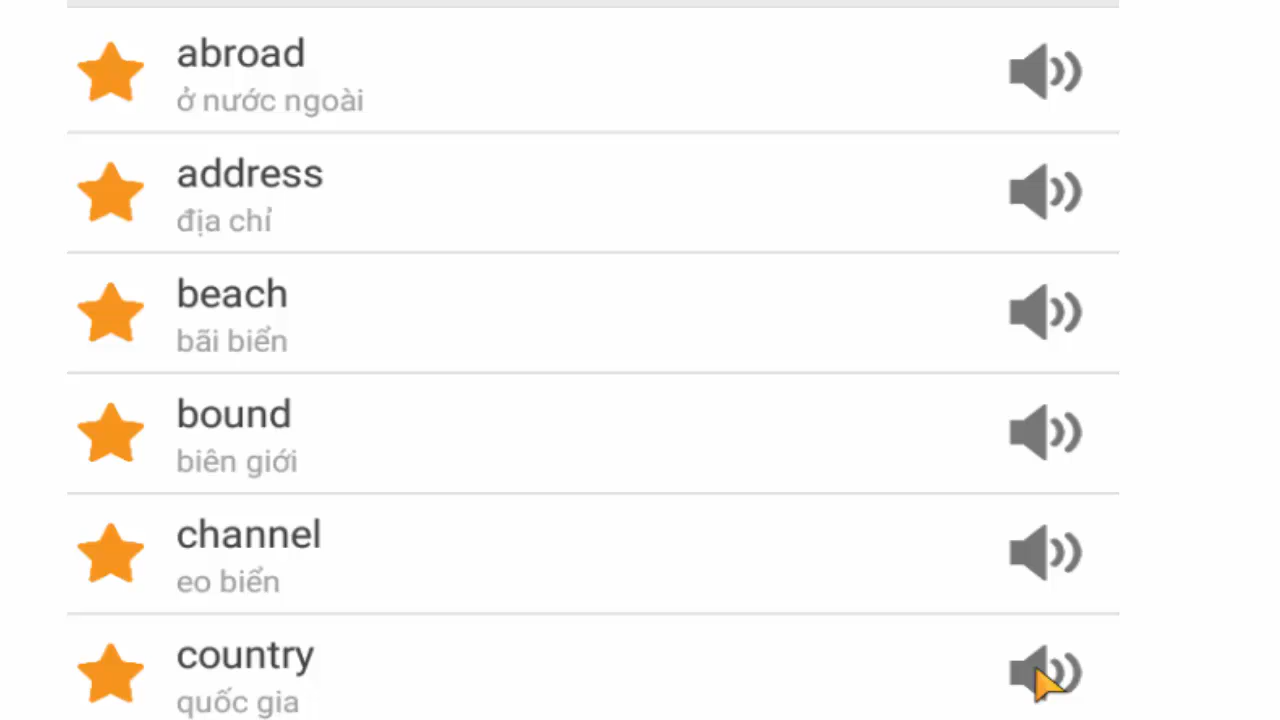 abroad
ở nước ngoài
address
địa chỉ
beach
bãi biển
bound
biên giới
channel
eo biển
country
quốc gia